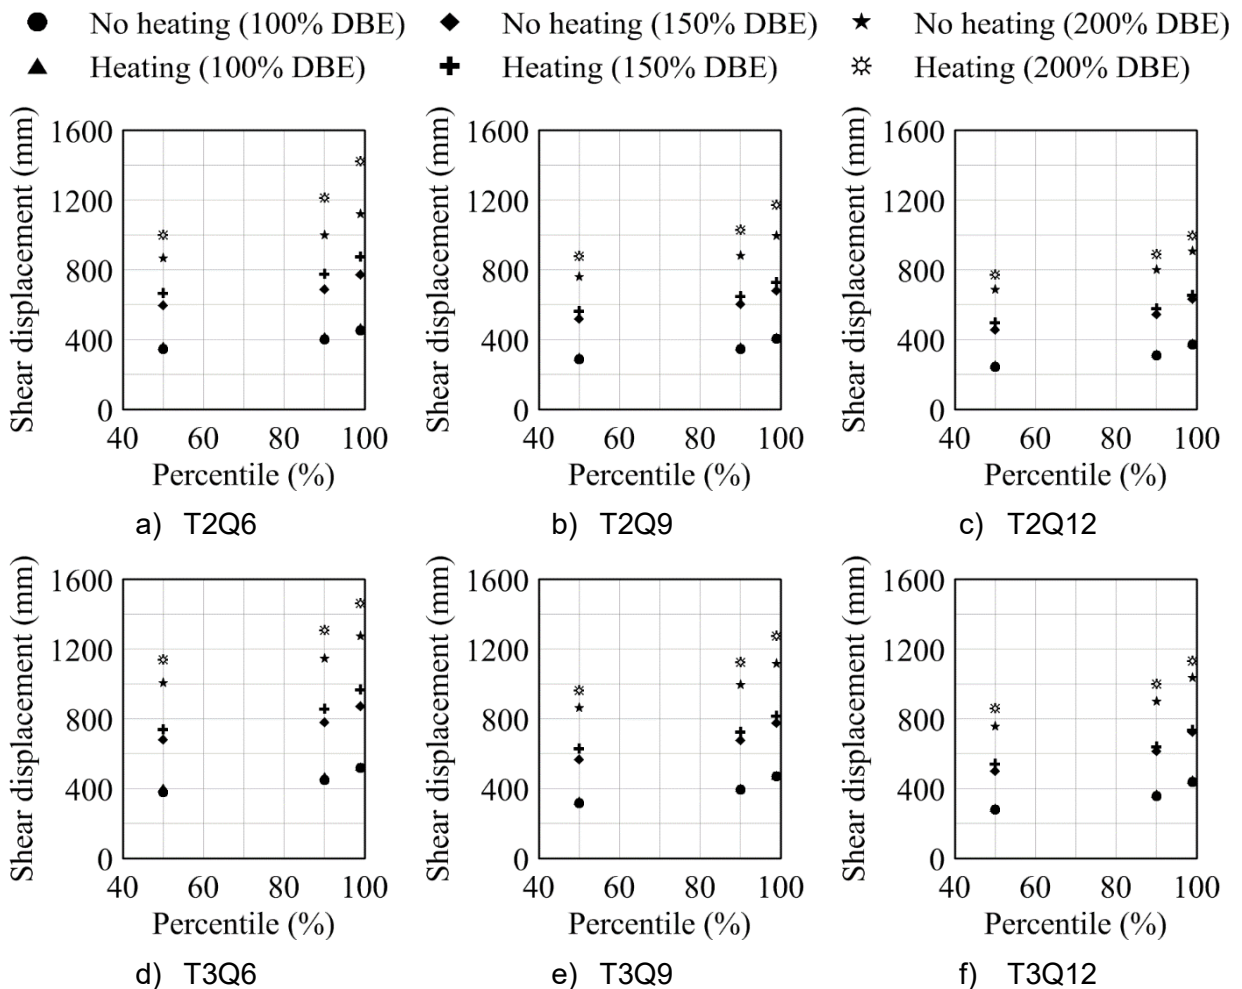 No heating (100% DBE) No heating (150% DBE) No heating (200% DBE)
Heating (100% DBE) Heating (150% DBE) Heating (200% DBE)
Shear displacement (mm)
1600
1200
800
400
0
40 60 80 100
Percentile (%)
a) T2Q6
Shear displacement (mm)
1600
1200
800
400
0
40 60 80 100
Percentile (%)
b) T2Q9
Shear displacement (mm)
1600
1200
800
400
0
40 60 80 100
Percentile (%)
c) T2Q12
Shear displacement (mm)
1600
1200
800
400
0
40 60 80 100
Percentile (%)
d) T3Q6
Shear displacement (mm)
1600
1200
800
400
0
40 60 80 100
Percentile (%)
e) T3Q9
Shear displacement (mm)
1600
1200
800
400
0
40 60 80 100
Percentile (%)
f) T3Q12